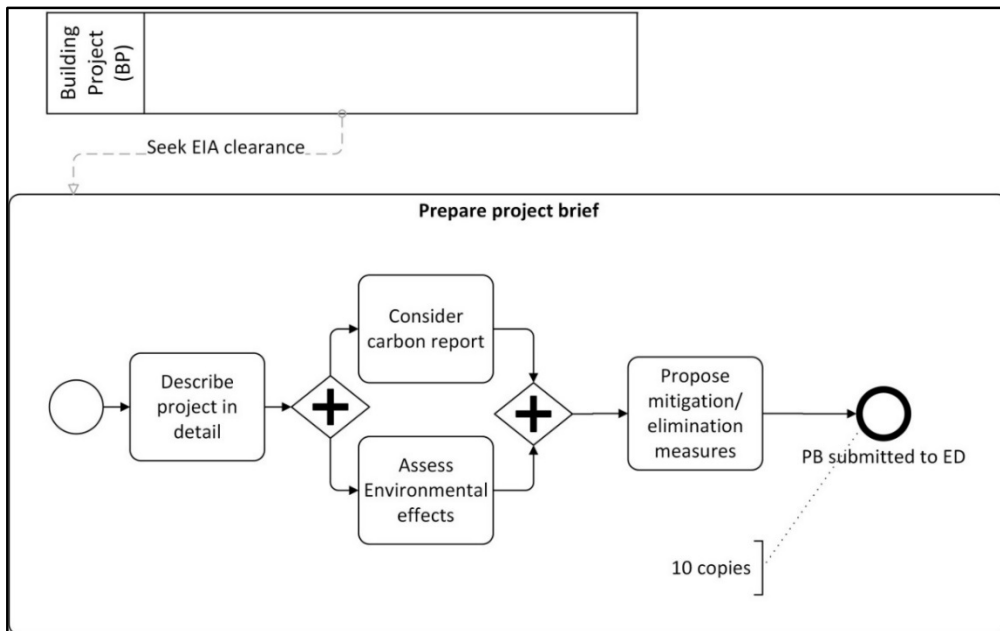 Building
Project
(BP)
Seek EIA clearance
Prepare project brief
Describe
project in
detail
Consider
carbon report
Assess
Environmental
effects
Propose
mitigation/
elimination
measures
PB submitted to ED
10 copies